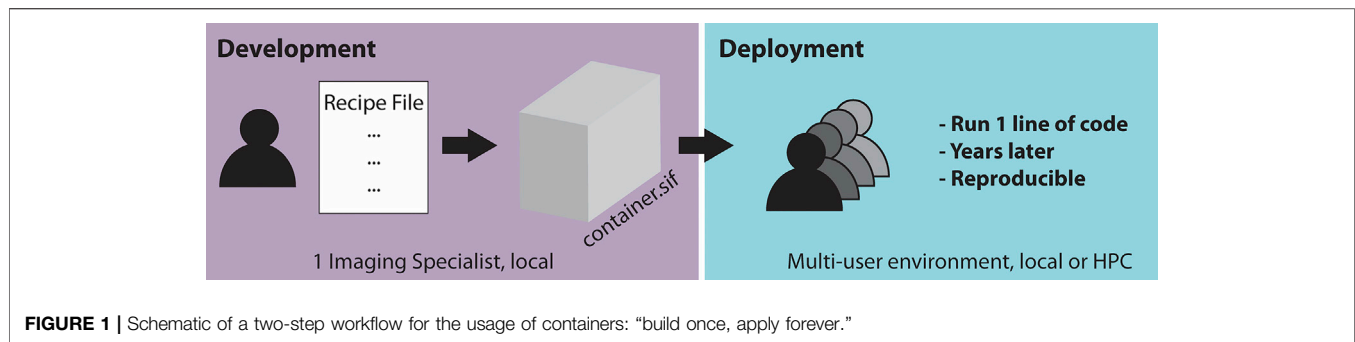 Development
Recipe File
...
...
...
container.sif
1 Imaging Specialist, local
Deployment
- Run 1 line of code
- Years later
- Reproducible
Multi-user environment, local or HPC
FIGURE 1 | Schematic of a two-step workflow for the usage of containers: “build once, apply forever.”